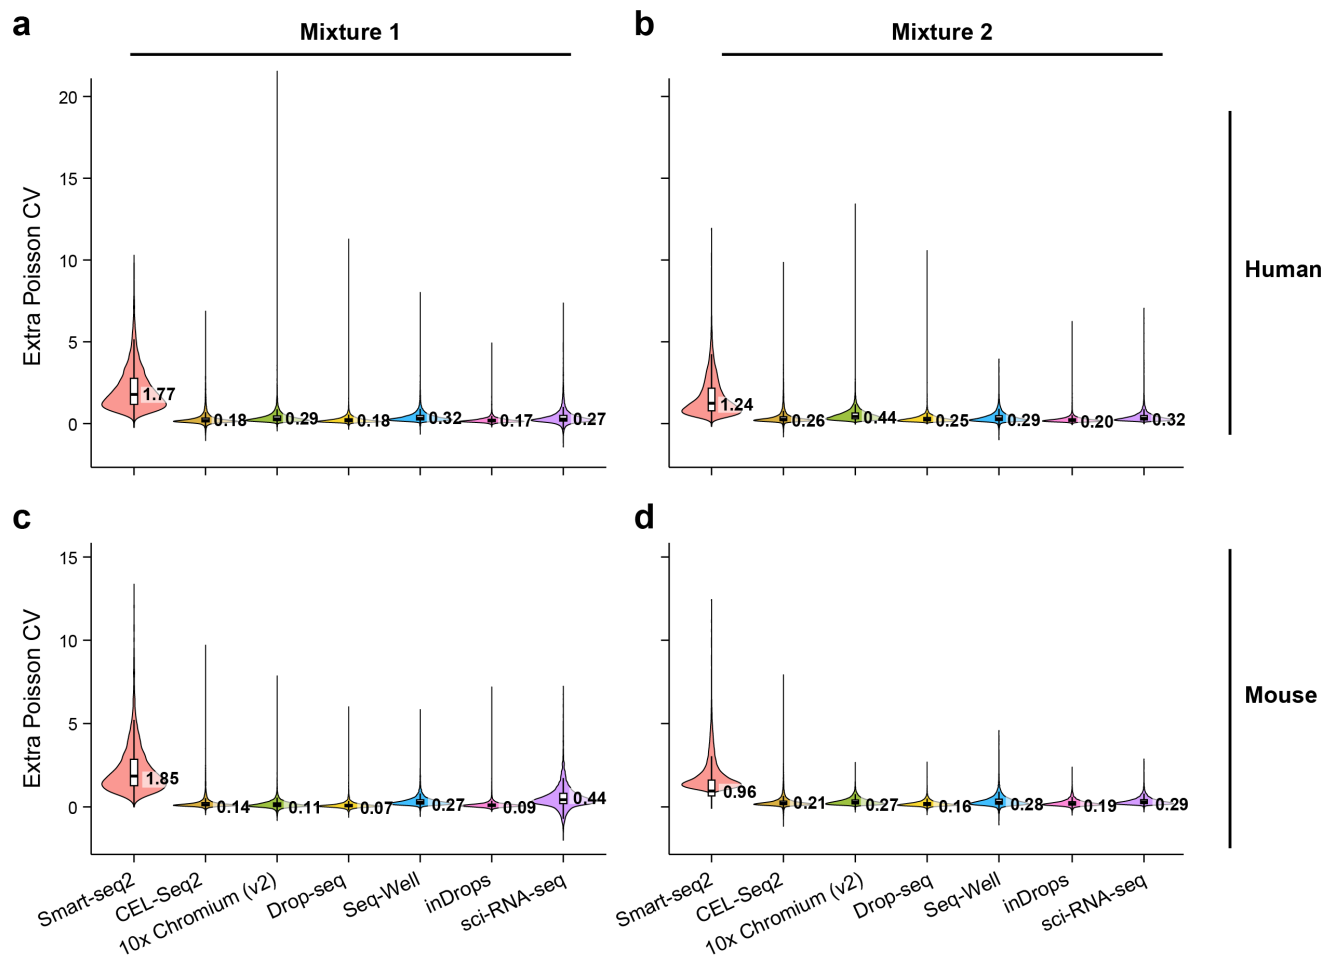 a
Mixture 1
b
Mixture 2
Extra Poisson CV
20
15
10
5
0
1.77
0.18
0.29
0.18
0.32
0.17
0.27
1.24
0.26
0.44
0.25
0.29
0.20
0.32
Human
c
d
Extra Poisson CV
15
10
5
0
1.85
0.14
0.11
0.07
0.27
0.09
0.44
0.96
0.21
0.27
0.16
0.28
0.19
0.29
Mouse
Smart-seq2
CEL-Seq2
10x Chromium (v2)
Drop-seq
Seq-Well
inDrops
sci-RNA-seq
Smart-seq2
CEL-Seq2
10x Chromium (v2)
Drop-seq
Seq-Well
inDrops
sci-RNA-seq